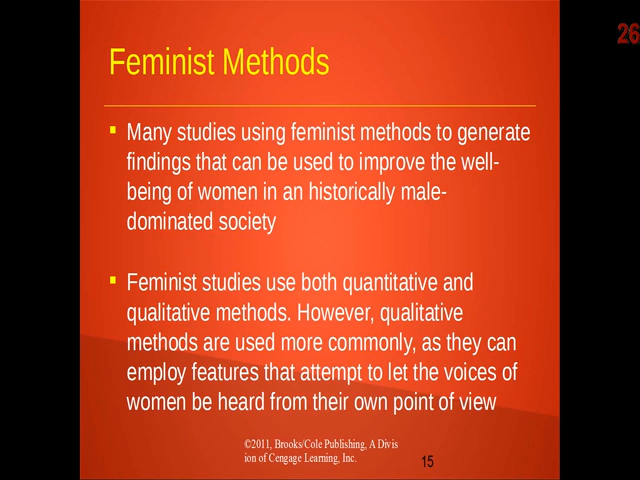 26
Feminist Methods
Many studies using feminist methods to generate
findings that can be used to improve the well-
being of women in an historically male-
dominated society
Feminist studies use both quantitative and
qualitative methods. However, qualitative
methods are used more commonly, as they can
employ features that attempt to let the voices of
women be heard from their own point of view
©2011, Brooks/Cole Publishing, A Divis
ion of Cengage Learning, Inc.
15